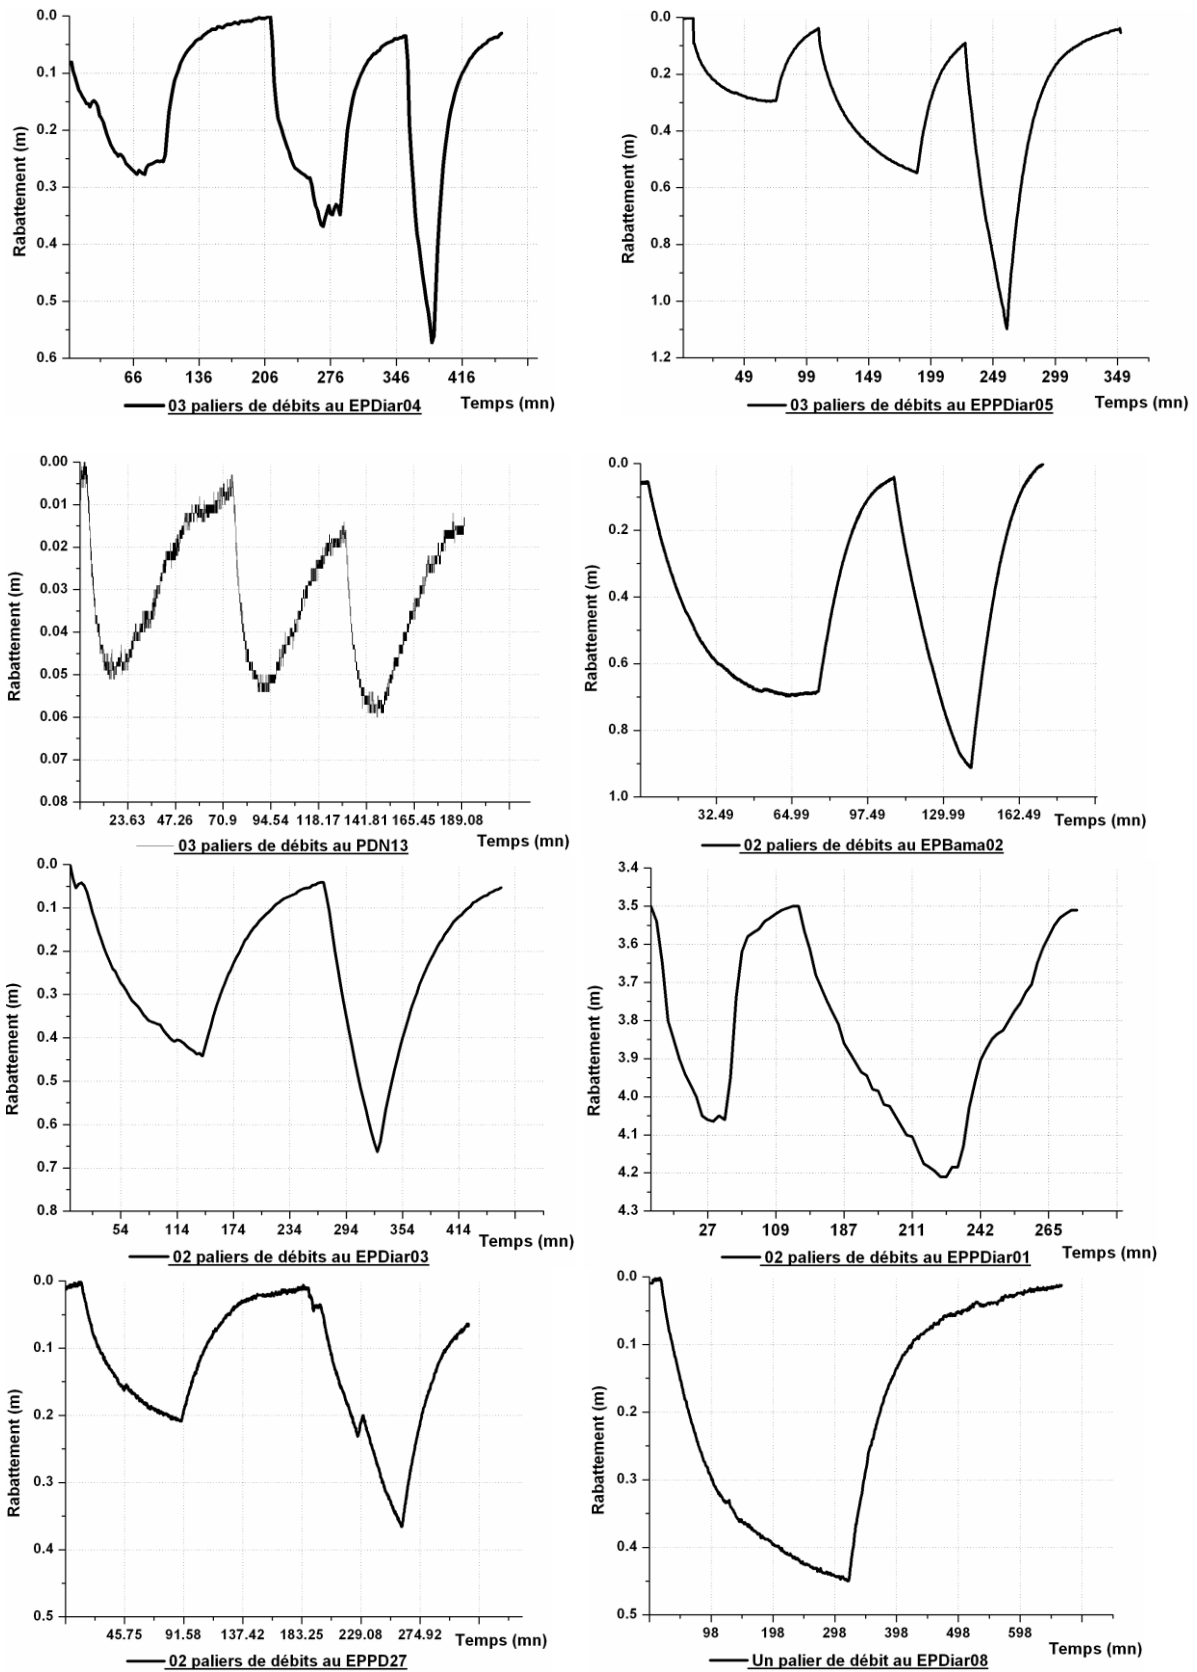 0.0
0.1
0.2
0.3
0.4
0.5
0.6
Rabattement (m)
66 136 206 276 346 416
03 paliers de débits au EPDiar04 Temps (mn)
0.0
0.2
0.4
0.6
0.8
1.0
1.2
Rabattement (m)
49 99 149 199 249 299 349
03 paliers de débits au EPPDiar05 Temps (mn)
0.00
0.01
0.02
0.03
0.04
0.05
0.06
0.07
0.08
Rabattement (m)
23.63 47.26 70.9 94.54 118.17 141.81 165.45 189.08
Temps (mn)
03 paliers de débits au PDN13
0.0
0.2
0.4
0.6
0.8
1.0
Rabattement (m)
32.49 64.99 97.49 129.99 162.49 Temps (mn)
02 paliers de débits au EPBama02
0.0
0.1
0.2
0.3
0.4
0.5
0.6
0.7
0.8
Rabattement (m)
54 114 174 234 294 354 414
Temps (mn)
02 paliers de débits au EPDiar03
3.4
3.5
3.6
3.7
3.8
3.9
4.0
4.1
4.2
4.3
Rabattement (m)
27 109 187 211 242 265
02 paliers de débits au EPPDiar01 Temps (mn)
0.0
0.1
0.2
0.3
0.4
0.5
Rabattement (m)
45.75 91.58 137.42 183.25 229.08 274.92 Temps (mn)
02 paliers de débits au EPPD27
0.0
0.1
0.2
0.3
0.4
0.5
Rabattement (m)
98 198 298 398 498 598
Temps (mn)
Un palier de débit au EPDiar08